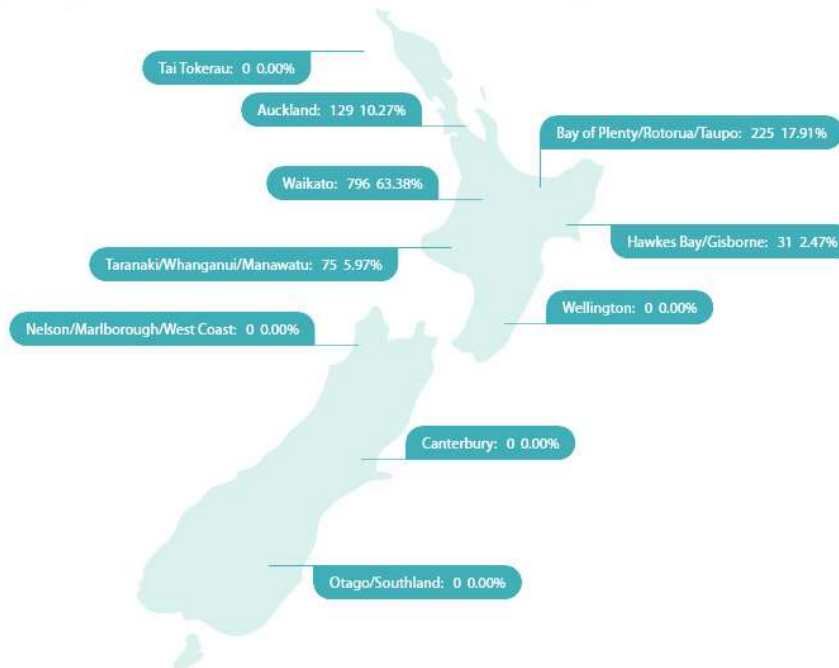 Tai Tokerau: 0 0.00%
Auckland: 129 10.27%
Bay of Plenty/Rotorua/Taupo: 225 17.91%
Waikato: 796 63.38%
Hawkes Bay/Gisborne: 31 2.47%
Taranaki/Whanganui/Manawatu: 75 5.97%
Wellington: 0 0.00%
Nelson/Marlborough/West Coast: 0 0.00%
Canterbury: 0 0.00%
Otago/Southland: 0 0.00%